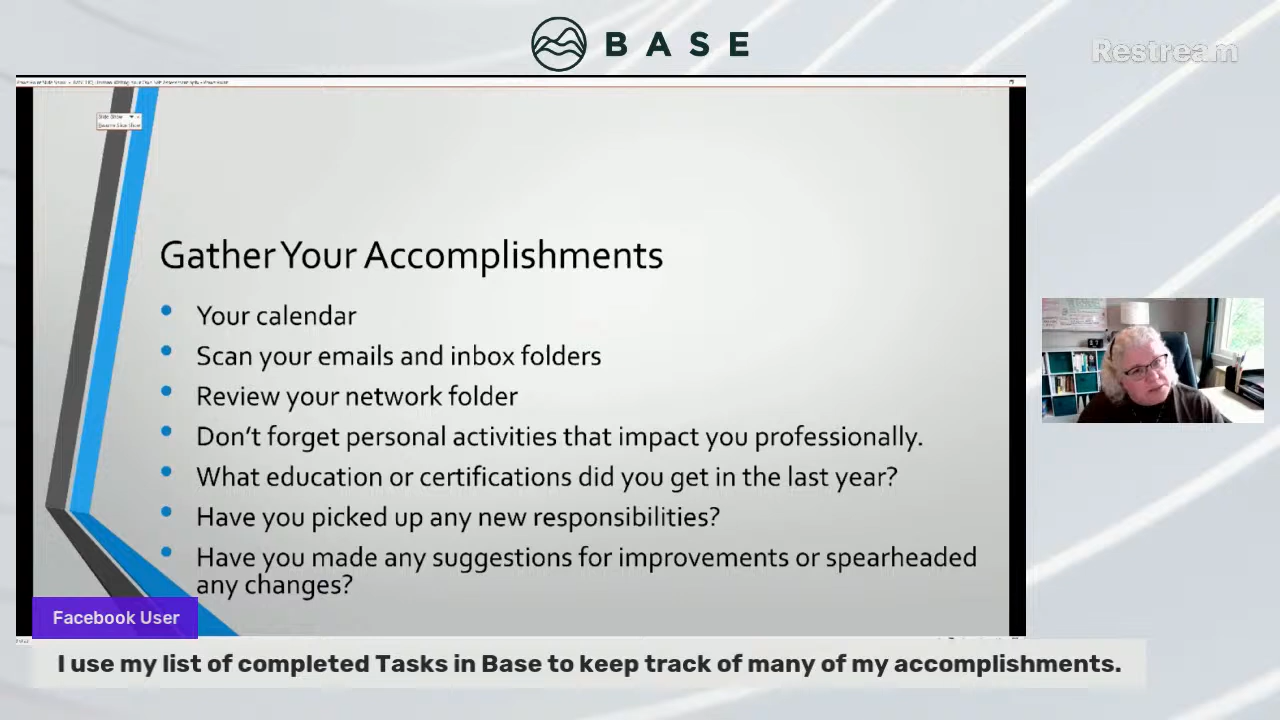 BASE
Restream
Slide Show
Gather Your Accomplishments
Your calendar
Scan your emails and inbox folders
Review your network folder
Don't forget personal activities that impact you professionally.
What education or certifications did you get in the last year?
Have you picked up any new responsibilities?
Have you made any suggestions for improvements or spearheaded
any changes?
Facebook User
I use my list of completed Tasks in Base to keep track of many of my accomplishments.